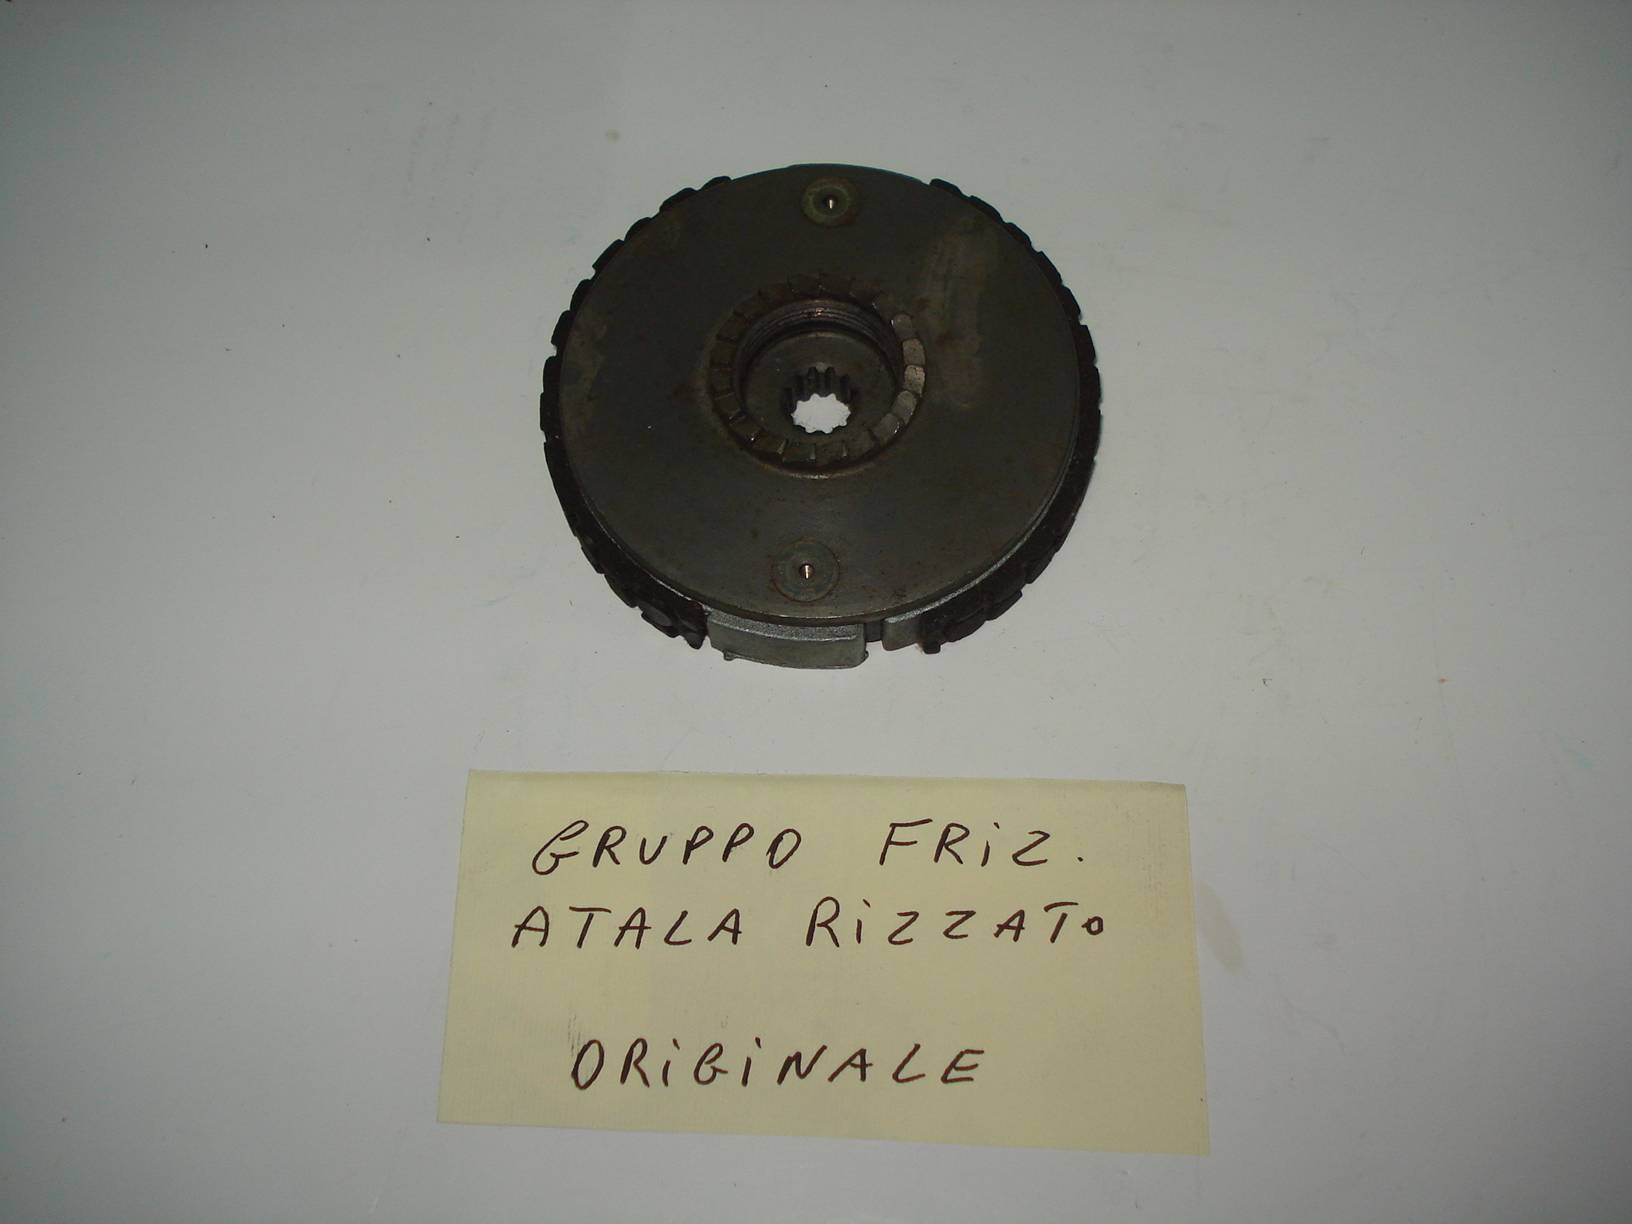 GRUPPO FRiZ.
ATALA RiZZATO
ORiGiNALE